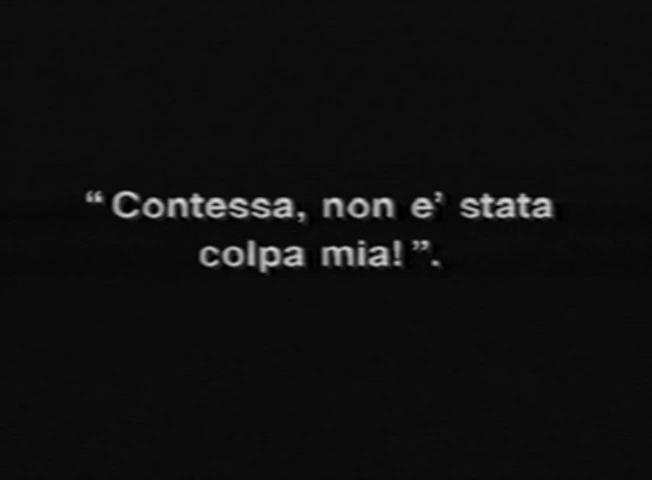 “Contessa, non e’ stata
colpa mia!”.